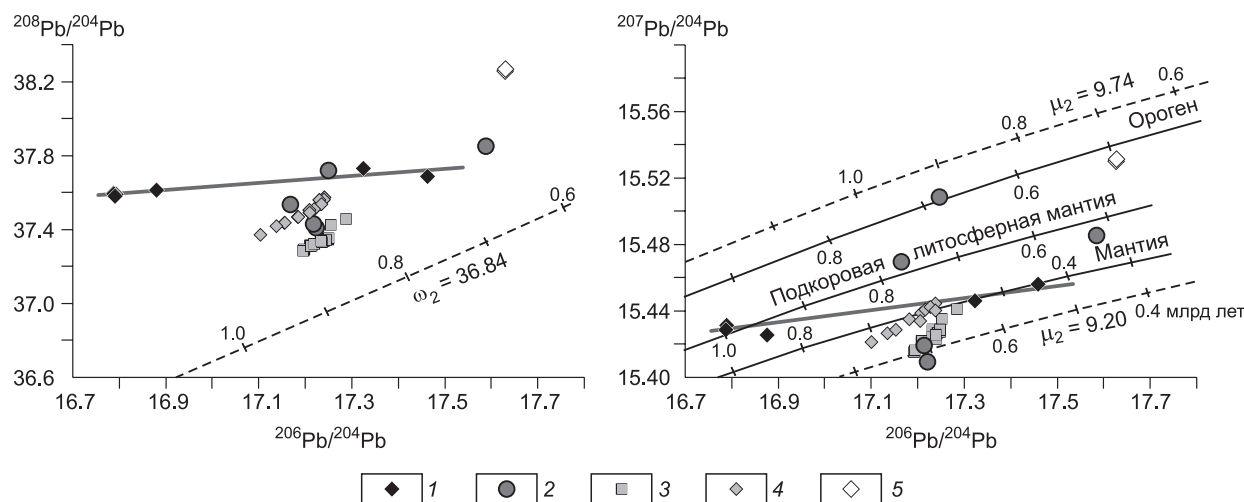 ²⁰⁸Pb/²⁰⁴Pb
38.2
37.8
37.4
37.0
36.6
16.7 16.9 17.1 17.3 17.5 17.7
²⁰⁶Pb/²⁰⁴Pb
0.6
0.8
1.0
ω₂ = 36.84
²⁰⁷Pb/²⁰⁴Pb
15.56
15.52
15.48
15.44
15.40
16.7 16.9 17.1 17.3 17.5 17.7
²⁰⁶Pb/²⁰⁴Pb
0.6
μ₂ = 9.74
0.8
1.0
Ороген
0.6
0.8
Подкоровая литосферная мантия
0.6
0.8
1.0
Мантия
0.4
0.8
0.4 млрд лет
0.6
μ₂ = 9.20
1 2 3 4 5